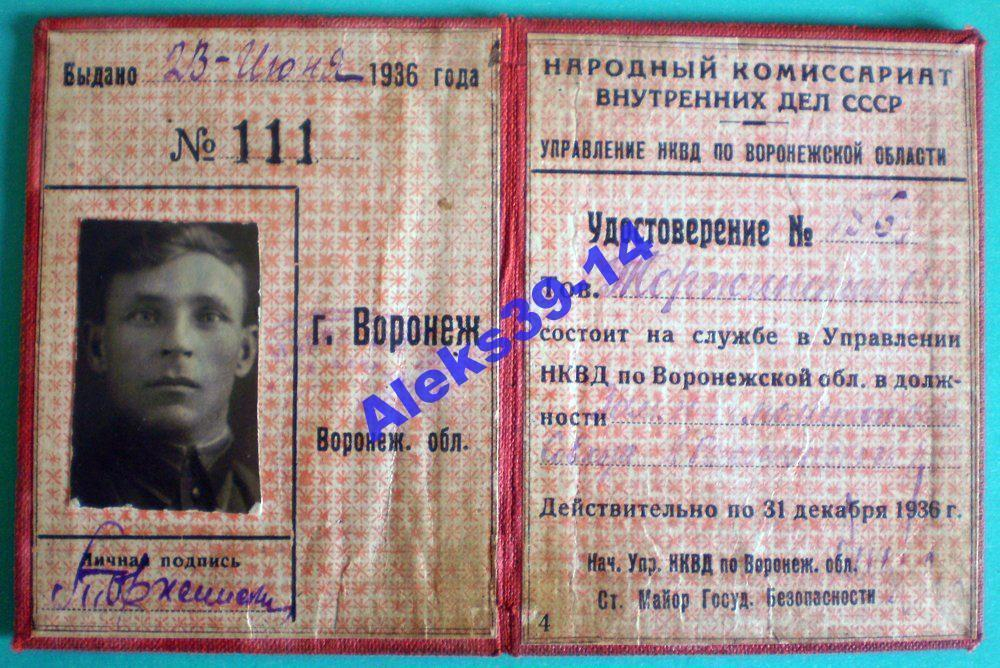 Выдано 23 - Июня 1936 года
№ 111
г. Воронеж
Воронеж. обл.
Личная подпись
НАРОДНЫЙ КОМИССАРИАТ
ВНУТРЕННИХ ДЕЛ СССР
УПРАВЛЕНИЕ НКВД ПО ВОРОНЕЖСКОЙ ОБЛАСТИ
Удостоверение №
Тов.
состоит на службе в Управлении
НКВД по Воронежской обл. в долж-
ности
Действительно по 31 декабря 1936 г.
Нач. Упр. НКВД по Воронеж. обл.
Ст. Майор Госуд. Безопасности
4
Aleks39-14